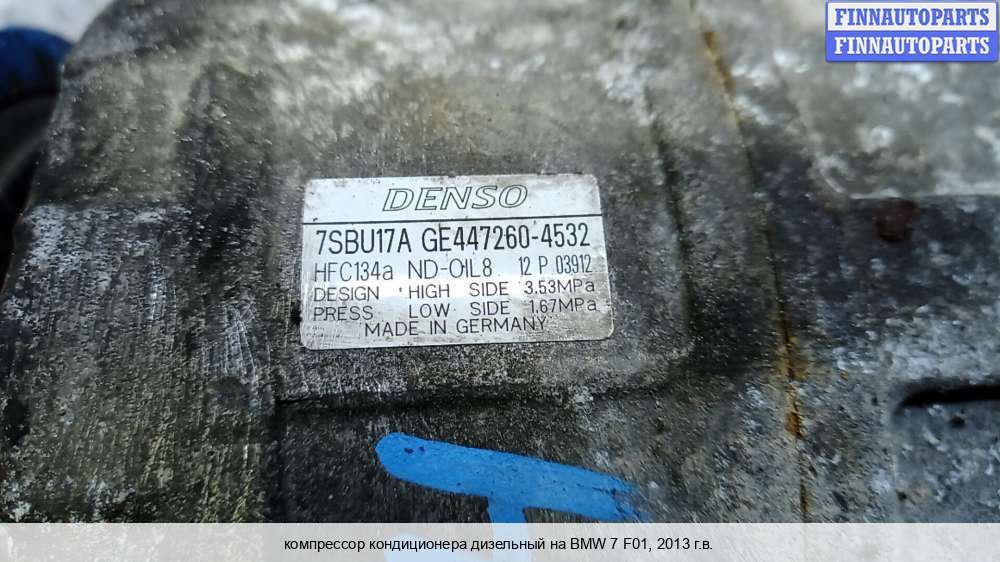 FINNAUTOPARTS
FINNAUTOPARTS
DENSO
7SBU17A GE447260-4532
HFC134a ND-OIL8 12 P 03912
DESIGN HIGH SIDE 3.53MPa
PRESS LOW SIDE 1.67MPa
MADE IN GERMANY
компрессор кондиционера дизельный на BMW 7 F01, 2013 г.в.